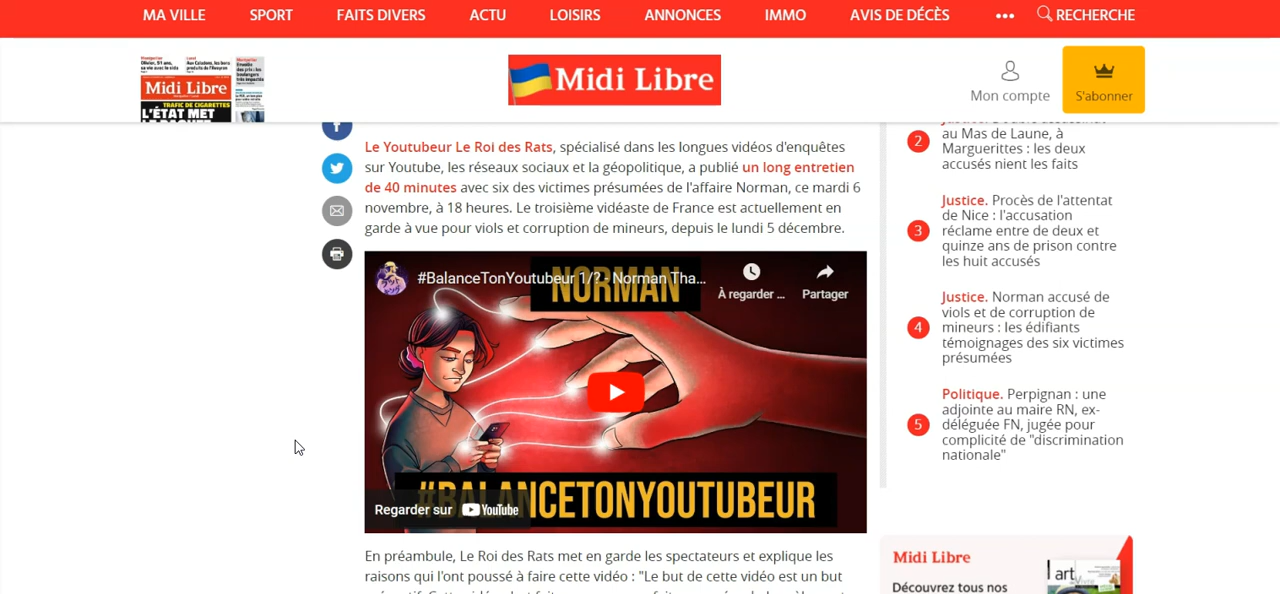 MA VILLE SPORT FAITS DIVERS ACTU LOISIRS ANNONCES IMMO AVIS DE DÉCÈS ••• RECHERCHE
Midi Libre
TRAFIC DE CIGARETTES
L'ÉTAT MET
Midi Libre
Mon compte
S'abonner
Le Youtubeur Le Roi des Rats, spécialisé dans les longues vidéos d'enquêtes
sur Youtube, les réseaux sociaux et la géopolitique, a publié un long entretien
de 40 minutes avec six des victimes présumées de l'affaire Norman, ce mardi 6
novembre, à 18 heures. Le troisième vidéaste de France est actuellement en
garde à vue pour viols et corruption de mineurs, depuis le lundi 5 décembre.
#BalanceTonYoutubeur 1/? - Norman Tha...
NORMAN
À regarder ...
Partager
#BALANCETONYOUTUBEUR
Regarder sur YouTube
En préambule, Le Roi des Rats met en garde les spectateurs et explique les
raisons qui l'ont poussé à faire cette vidéo : "Le but de cette vidéo est un but
2
au Mas de Laune, à
Marguerittes : les deux
accusés nient les faits
3
Justice. Procès de l'attentat
de Nice : l'accusation
réclame entre de deux et
quinze ans de prison contre
les huit accusés
4
Justice. Norman accusé de
viols et de corruption de
mineurs : les édifiants
témoignages des six victimes
présumées
5
Politique. Perpignan : une
adjointe au maire RN, ex-
déléguée FN, jugée pour
complicité de "discrimination
nationale"
Midi Libre
Découvrez tous nos
art